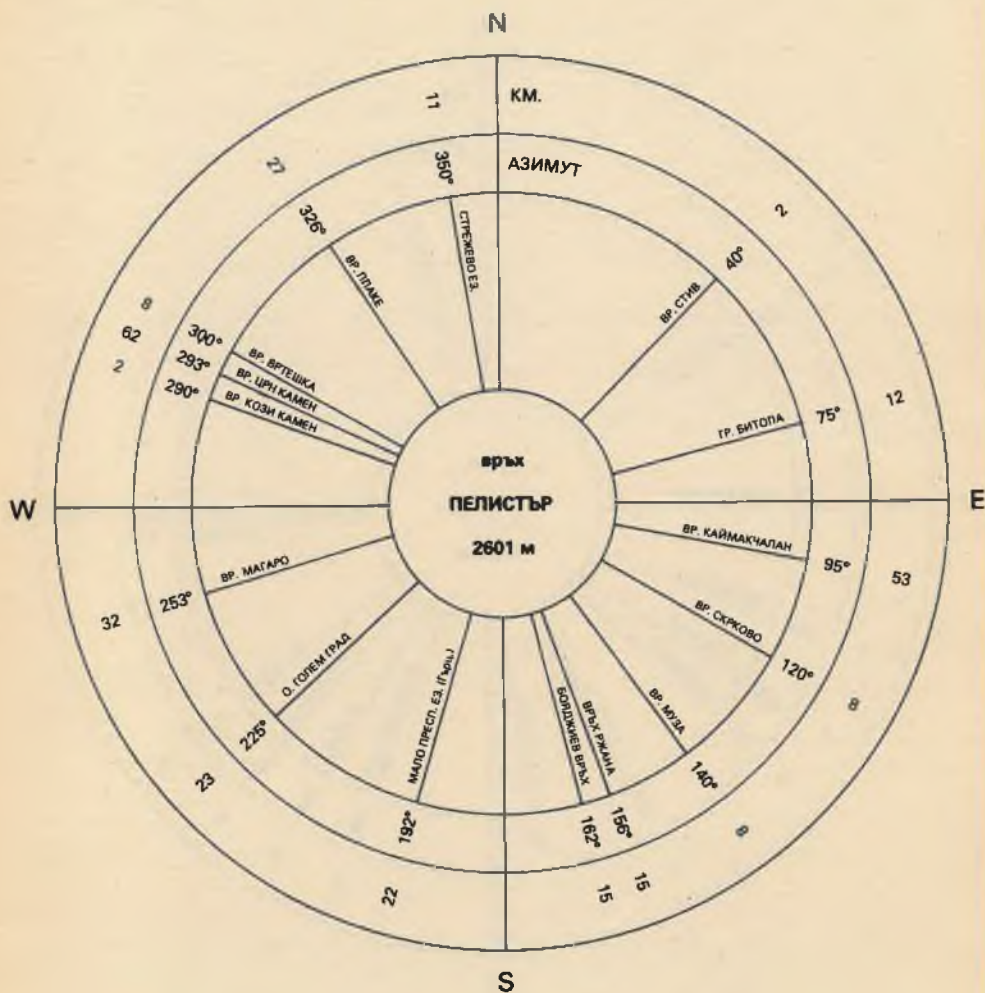 N
КМ.
АЗИМУТ
11
350°
СТРЕЖЕВО ЕЗ.
2
40°
ВР. СТИВ
12
75°
ГР. БИТОЛА
E
53
95°
ВР. КАЙМАКЧАЛАН
8
120°
ВР. СКРКОВО
8
140°
ВР. МУЗА
15
156°
ВРЪХ РЖАНА
15
162°
БОЯДЖИЕВ ВРЪХ
S
22
192°
МАЛО ПРЕСП. ЕЗ. (Гърц.)
23
225°
О. ГОЛЕМ ГРАД
32
253°
ВР. МАГАРО
W
2
290°
ВР. КОЗИ КАМЕН
62
293°
ВР. ЦРН КАМЕН
8
300°
ВР. ВРТЕШКА
27
326°
ВР. ПЛАКЕ
връх
ПЕЛИСТЪР
2601 м